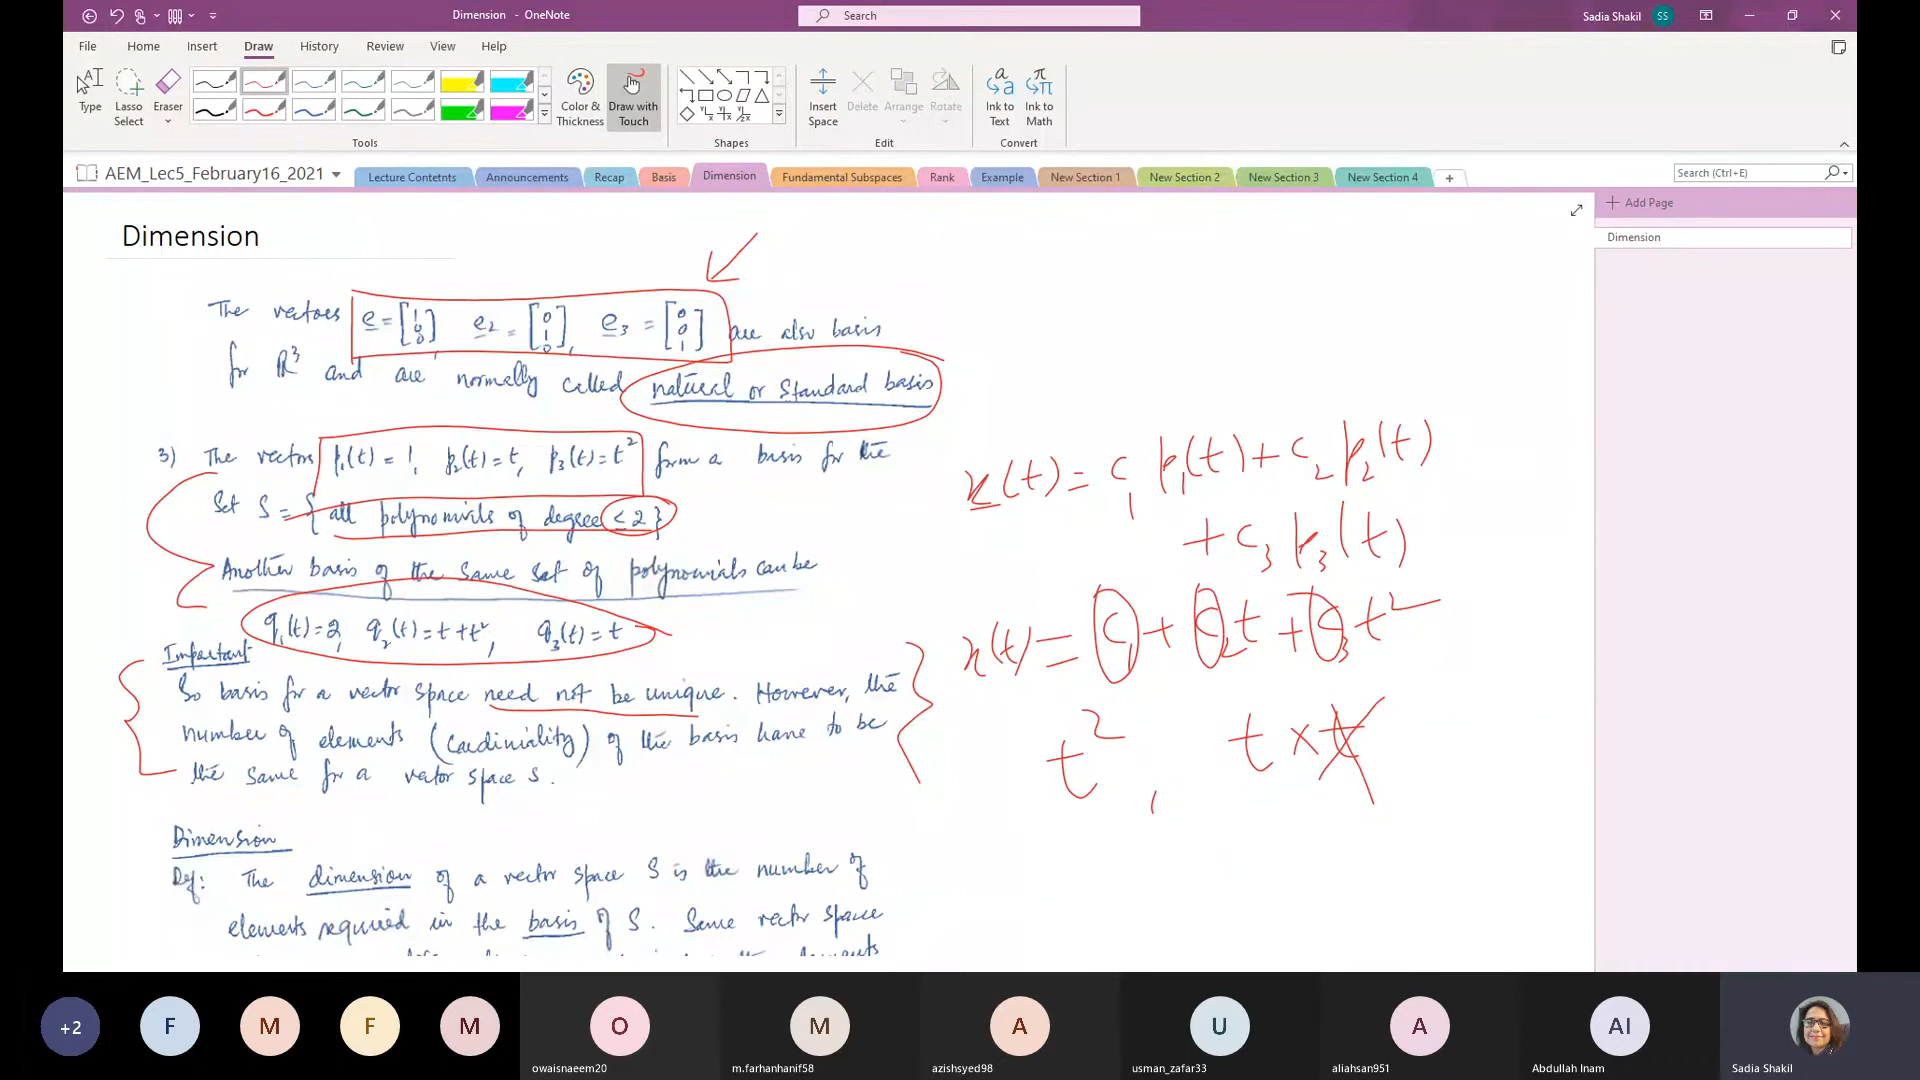 Dimension - OneNote
Search
Sadia Shakil SS
File Home Insert Draw History Review View Help
Type
Lasso Select
Eraser
Color & Thickness
Draw with Touch
Insert Space
Delete
Arrange
Rotate
Ink to Text
Ink to Math
Tools
Shapes
Edit
Convert
AEM_Lec5_February16_2021
Lecture Contetnts
Announcements
Recap
Basis
Dimension
Fundamental Subspaces
Rank
Example
New Section 1
New Section 2
New Section 3
New Section 4
Search (Ctrl+E)
Add Page
Dimension
Dimension
The vectors e = [1 0 0], e2 = [0 1 0], e3 = [0 0 1] are also basis
for R³ and are normally called natural or Standard basis
3) The vectors p₁(t) = 1, p₂(t) = t, p₃(t) = t² form a basis for the
Set S = { all polynomials of degree ≤ 2 }
Another basis of the same set of polynomials can be
q₁(t) = 2, q₂(t) = t + t², q₃(t) = t
Important
So basis for a vector space need not be unique. However, the
number of elements (cardiniality) of the basis have to be
the same for a vector space S.
Dimension
Def: The dimension of a vector space S is the number of
elements required in the basis of S. Same vector space
x(t) = c₁ p₁(t) + c₂ p₂(t)
+ c₃ p₃(t)
x(t) = c₁ + c₂ t + c₃ t²
t² , t × t
+2
F
M
F
M
O
owaisnaeem20
M
m.farhanhanif58
A
azishsyed98
U
usman_zafar33
A
aliahsan951
AI
Abdullah Inam
Sadia Shakil